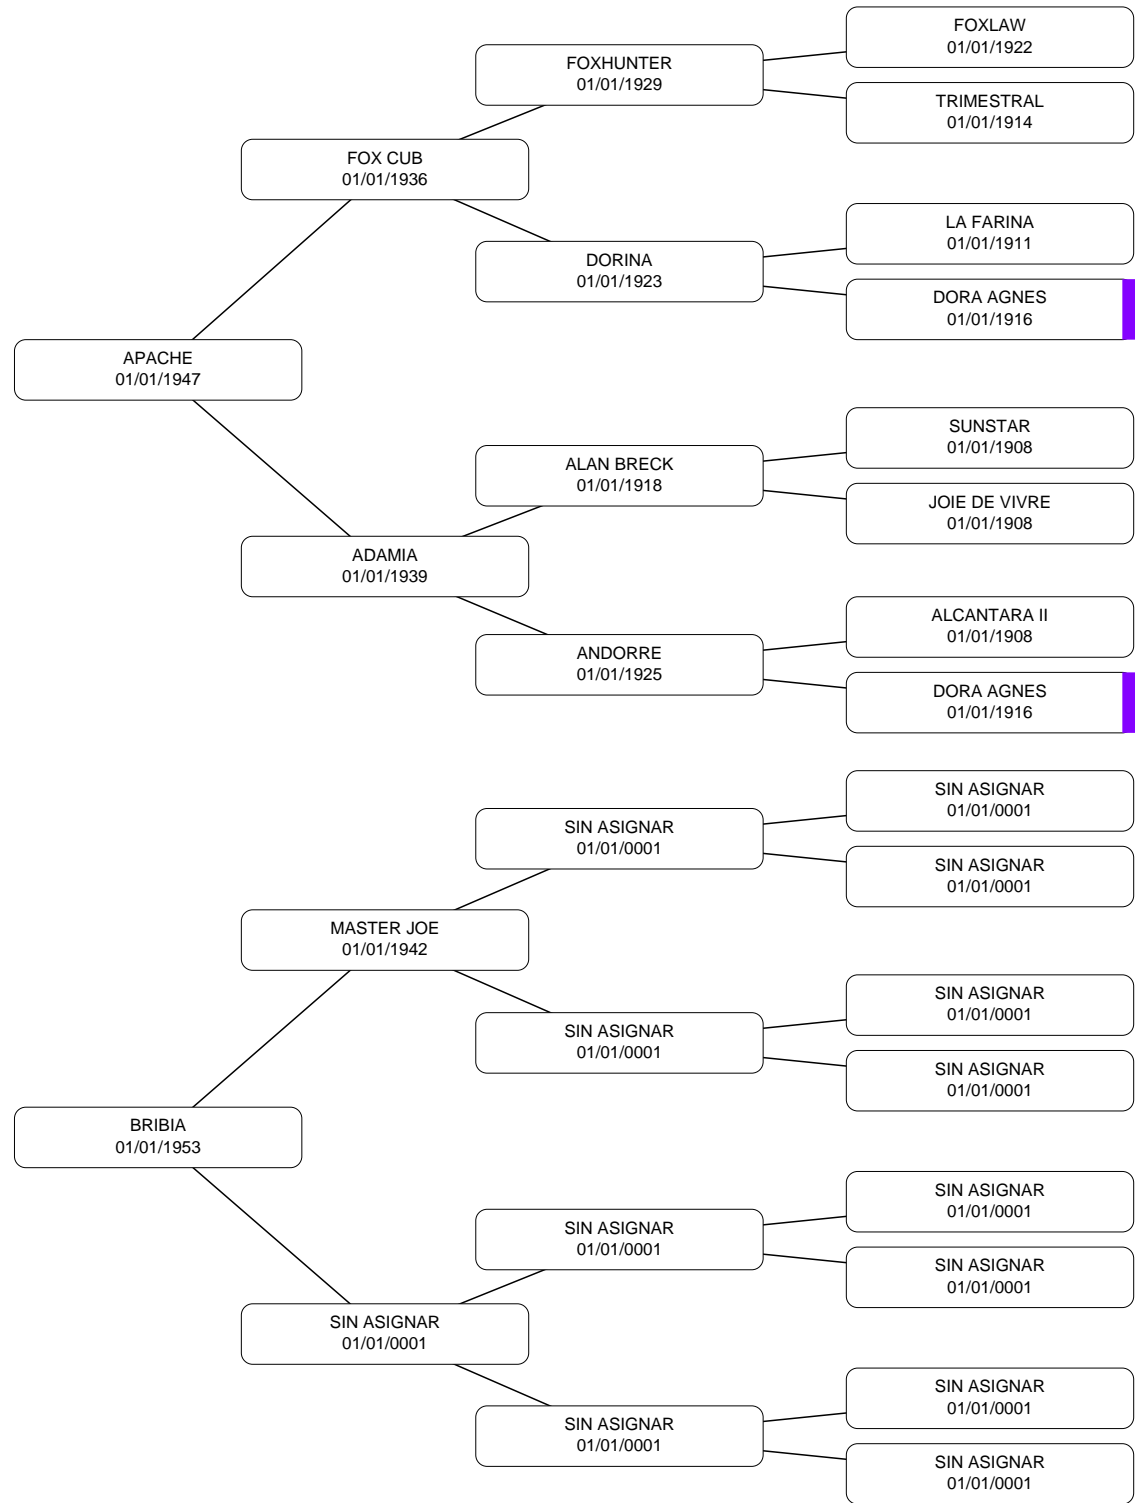 FOXLAW
01/01/1922
FOXHUNTER
01/01/1929
TRIMESTRAL
01/01/1914
FOX CUB
01/01/1936
LA FARINA
01/01/1911
DORINA
01/01/1923
DORA AGNES
01/01/1916
APACHE
01/01/1947
SUNSTAR
01/01/1908
ALAN BRECK
01/01/1918
JOIE DE VIVRE
01/01/1908
ADAMIA
01/01/1939
ALCANTARA II
01/01/1908
ANDORRE
01/01/1925
DORA AGNES
01/01/1916
SIN ASIGNAR
01/01/0001
SIN ASIGNAR
01/01/0001
SIN ASIGNAR
01/01/0001
MASTER JOE
01/01/1942
SIN ASIGNAR
01/01/0001
SIN ASIGNAR
01/01/0001
SIN ASIGNAR
01/01/0001
BRIBIA
01/01/1953
SIN ASIGNAR
01/01/0001
SIN ASIGNAR
01/01/0001
SIN ASIGNAR
01/01/0001
SIN ASIGNAR
01/01/0001
SIN ASIGNAR
01/01/0001
SIN ASIGNAR
01/01/0001
SIN ASIGNAR
01/01/0001